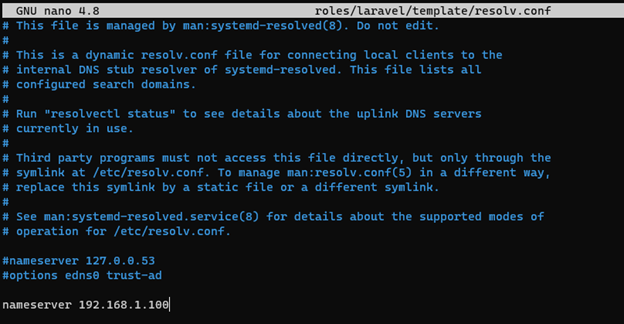 GNU nano 4.8 roles/laravel/template/resolv.conf
# This file is managed by man:systemd-resolved(8). Do not edit.
#
# This is a dynamic resolv.conf file for connecting local clients to the
# internal DNS stub resolver of systemd-resolved. This file lists all
# configured search domains.
#
# Run "resolvectl status" to see details about the uplink DNS servers
# currently in use.
#
# Third party programs must not access this file directly, but only through the
# symlink at /etc/resolv.conf. To manage man:resolv.conf(5) in a different way,
# replace this symlink by a static file or a different symlink.
#
# See man:systemd-resolved.service(8) for details about the supported modes of
# operation for /etc/resolv.conf.
#nameserver 127.0.0.53
#options edns0 trust-ad
nameserver 192.168.1.100